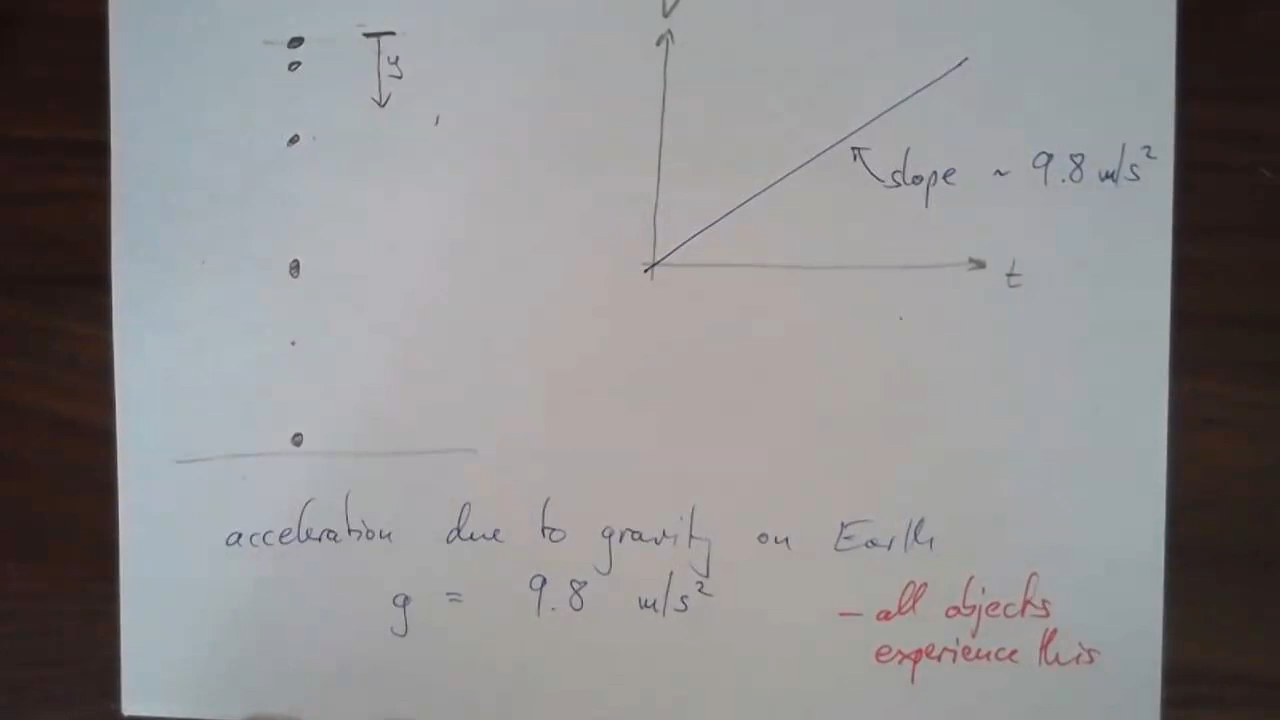 y
V
slope ~ 9.8 m/s²
t
acceleration due to gravity on Earth
g = 9.8 m/s²
- all objects
experience this